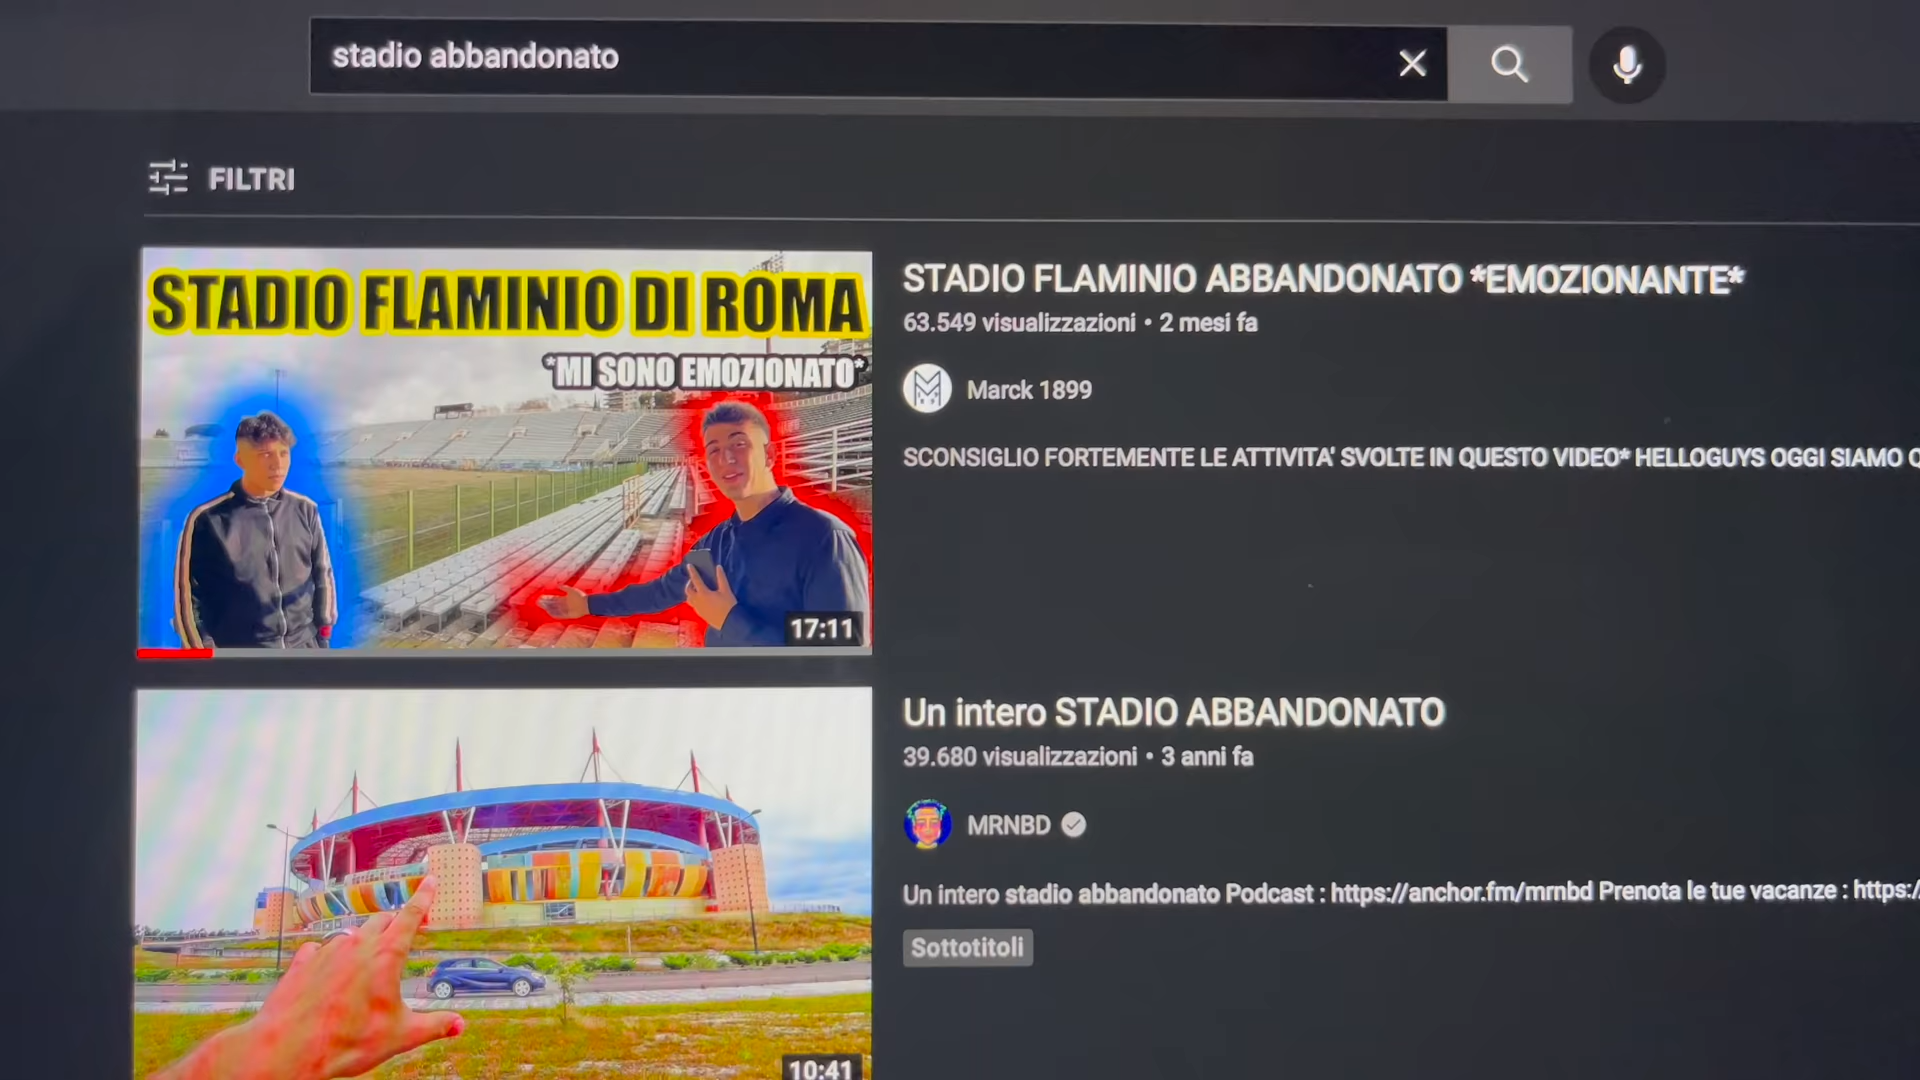 stadio abbandonato
FILTRI
STADIO FLAMINIO DI ROMA
*MI SONO EMOZIONATO*
17:11
STADIO FLAMINIO ABBANDONATO *EMOZIONANTE*
63.549 visualizzazioni • 2 mesi fa
Marck 1899
SCONSIGLIO FORTEMENTE LE ATTIVITA' SVOLTE IN QUESTO VIDEO* HELLOGUYS OGGI SIAMO
10:41
Un intero STADIO ABBANDONATO
39.680 visualizzazioni • 3 anni fa
MRNBD
Un intero stadio abbandonato Podcast : https://anchor.fm/mrnbd Prenota le tue vacanze : https:/
Sottotitoli